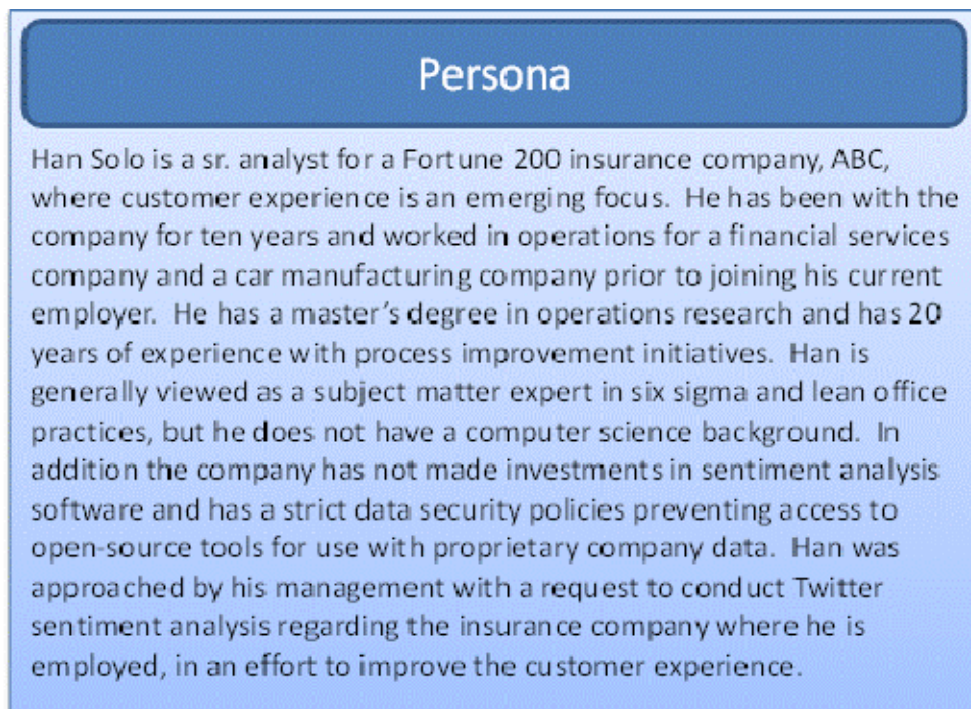 Persona
Han Solo is a sr. analyst for a Fortune 200 insurance company, ABC,
where customer experience is an emerging focus.  He has been with the
company for ten years and worked in operations for a financial services
company and a car manufacturing company prior to joining his current
employer.  He has a master’s degree in operations research and has 20
years of experience with process improvement initiatives.  Han is
generally viewed as a subject matter expert in six sigma and lean office
practices, but he does not have a computer science background.  In
addition the company has not made investments in sentiment analysis
software and has a strict data security policies preventing access to
open-source tools for use with proprietary company data.  Han was
approached by his management with a request to conduct Twitter
sentiment analysis regarding the insurance company where he is
employed, in an effort to improve the customer experience.